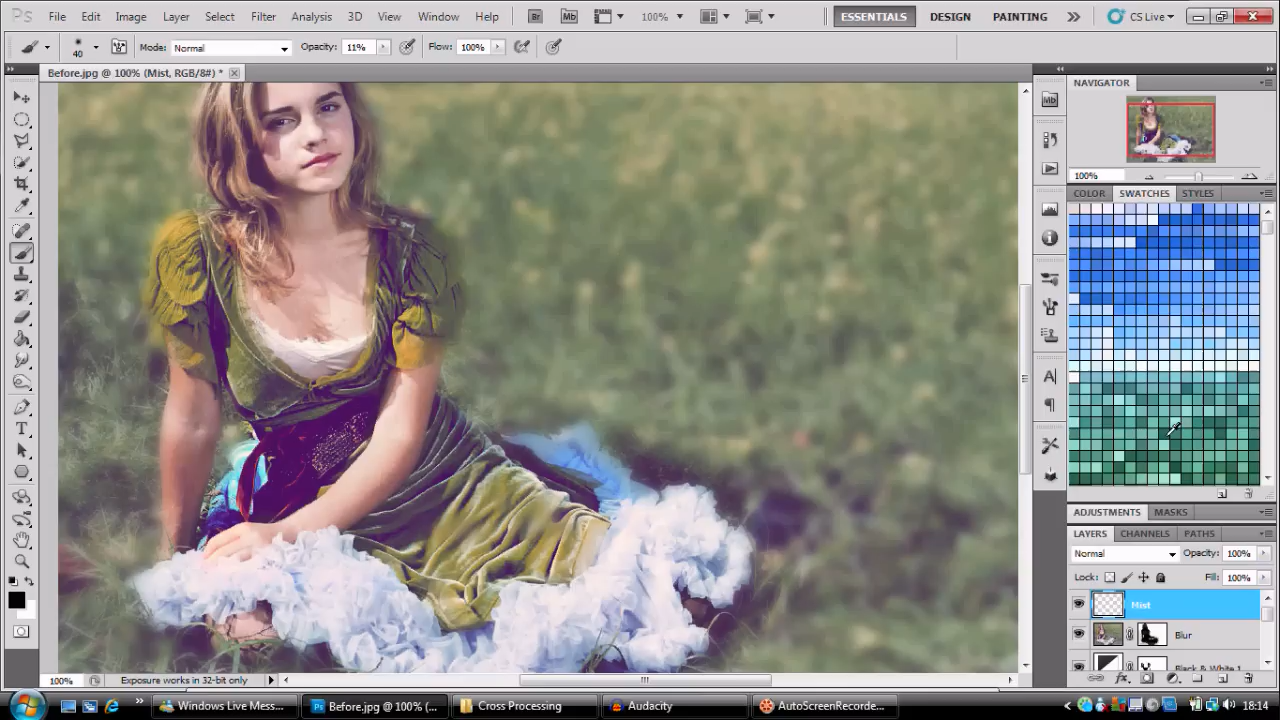 Ps File Edit Image Layer Select Filter Analysis 3D View Window Help Br Mb 100% ESSENTIALS DESIGN PAINTING CS Live
40 Mode: Normal Opacity: 11% Flow: 100%
Before.jpg @ 100% (Mist, RGB/8#) *
NAVIGATOR
Mb
100%
COLOR SWATCHES STYLES
A
T
ADJUSTMENTS MASKS
LAYERS CHANNELS PATHS
Normal Opacity: 100%
Lock: Fill: 100%
Mist
Blur
Black & White 1
fx
100% Exposure works in 32-bit only
Windows Live Mess... Ps Before.jpg @ 100% (... Cross Processing Audacity AutoScreenRecorde... 18:14